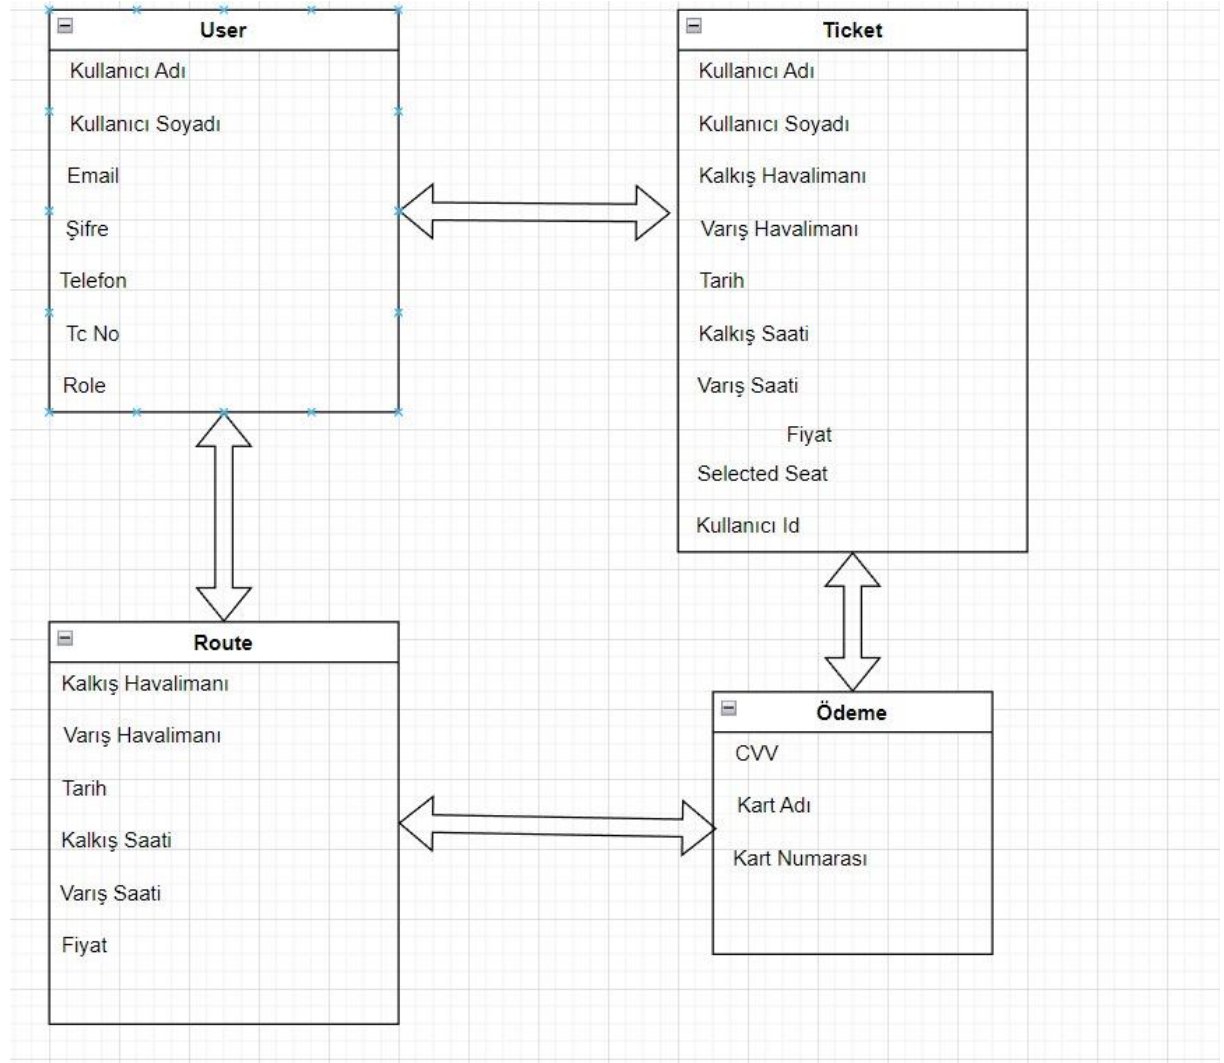 User
Kullanıcı Adı
Kullanıcı Soyadı
Email
Şifre
Telefon
Tc No
Role
Ticket
Kullanıcı Adı
Kullanıcı Soyadı
Kalkış Havalimanı
Varış Havalimanı
Tarih
Kalkış Saati
Varış Saati
Fiyat
Selected Seat
Kullanıcı Id
Route
Kalkış Havalimanı
Varış Havalimanı
Tarih
Kalkış Saati
Varış Saati
Fiyat
Ödeme
CVV
Kart Adı
Kart Numarası